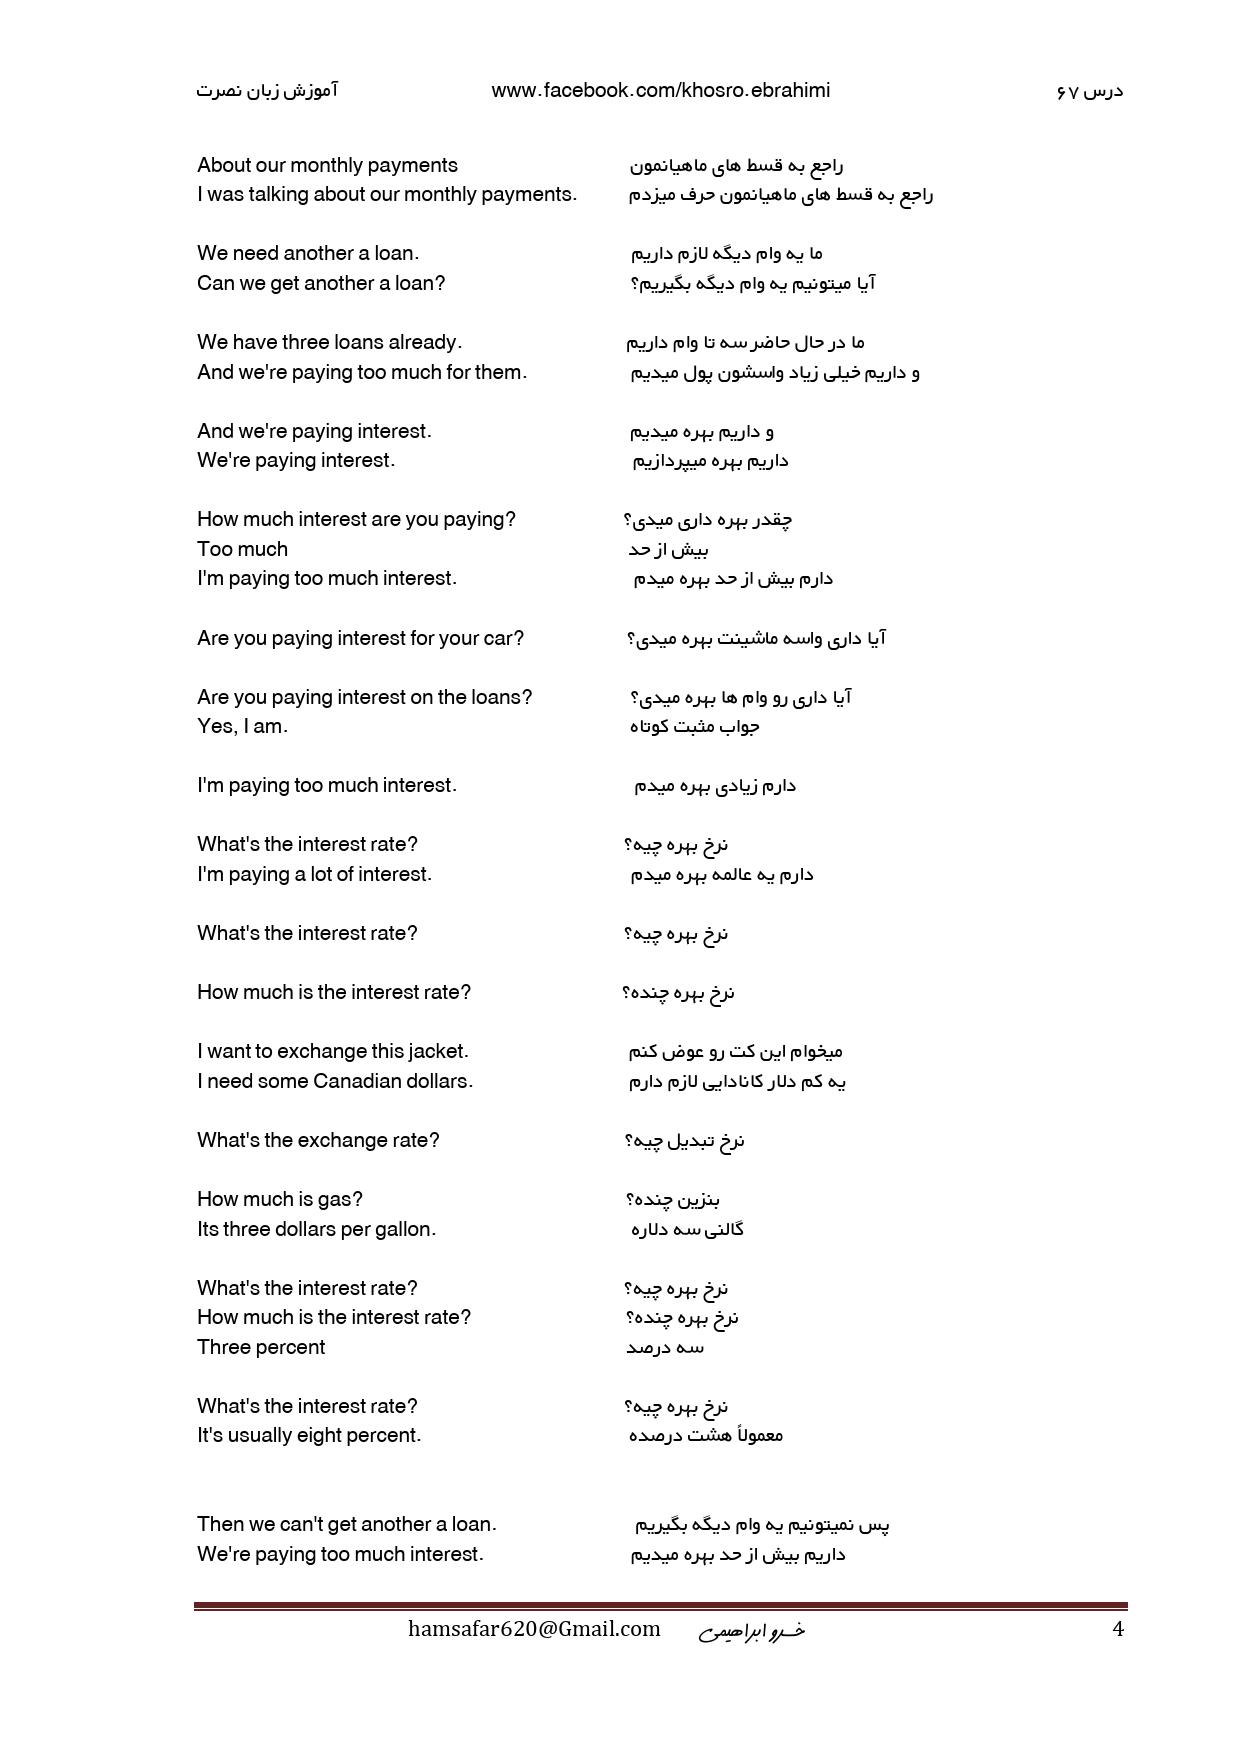 آموزش زبان نصرت www.facebook.com/khosro.ebrahimi درس ۶۷
About our monthly payments راجع به قسط های ماهیانمون
I was talking about our monthly payments. راجع به قسط های ماهیانمون حرف میزدم
We need another a loan. ما یه وام دیگه لازم داریم
Can we get another a loan? آیا میتونیم یه وام دیگه بگیریم؟
We have three loans already. ما در حال حاضر سه تا وام داریم
And we're paying too much for them. و داریم خیلی زیاد واسشون پول میدیم
And we're paying interest. و داریم بهره میدیم
We're paying interest. داریم بهره میپردازیم
How much interest are you paying? چقدر بهره داری میدی؟
Too much بیش از حد
I'm paying too much interest. دارم بیش از حد بهره میدم
Are you paying interest for your car? آیا داری واسه ماشینت بهره میدی؟
Are you paying interest on the loans? آیا داری رو وام ها بهره میدی؟
Yes, I am. جواب مثبت کوتاه
I'm paying too much interest. دارم زیادی بهره میدم
What's the interest rate? نرخ بهره چیه؟
I'm paying a lot of interest. دارم یه عالمه بهره میدم
What's the interest rate? نرخ بهره چیه؟
How much is the interest rate? نرخ بهره چنده؟
I want to exchange this jacket. میخوام این کت رو عوض کنم
I need some Canadian dollars. یه کم دلار کانادایی لازم دارم
What's the exchange rate? نرخ تبدیل چیه؟
How much is gas? بنزین چنده؟
Its three dollars per gallon. گالنی سه دلاره
What's the interest rate? نرخ بهره چیه؟
How much is the interest rate? نرخ بهره چنده؟
Three percent سه درصد
What's the interest rate? نرخ بهره چیه؟
It's usually eight percent. معمولاً هشت درصده
Then we can't get another a loan. پس نمیتونیم یه وام دیگه بگیریم
We're paying too much interest. داریم بیش از حد بهره میدیم
hamsafar620@Gmail.com خسرو ابراهیمی 4